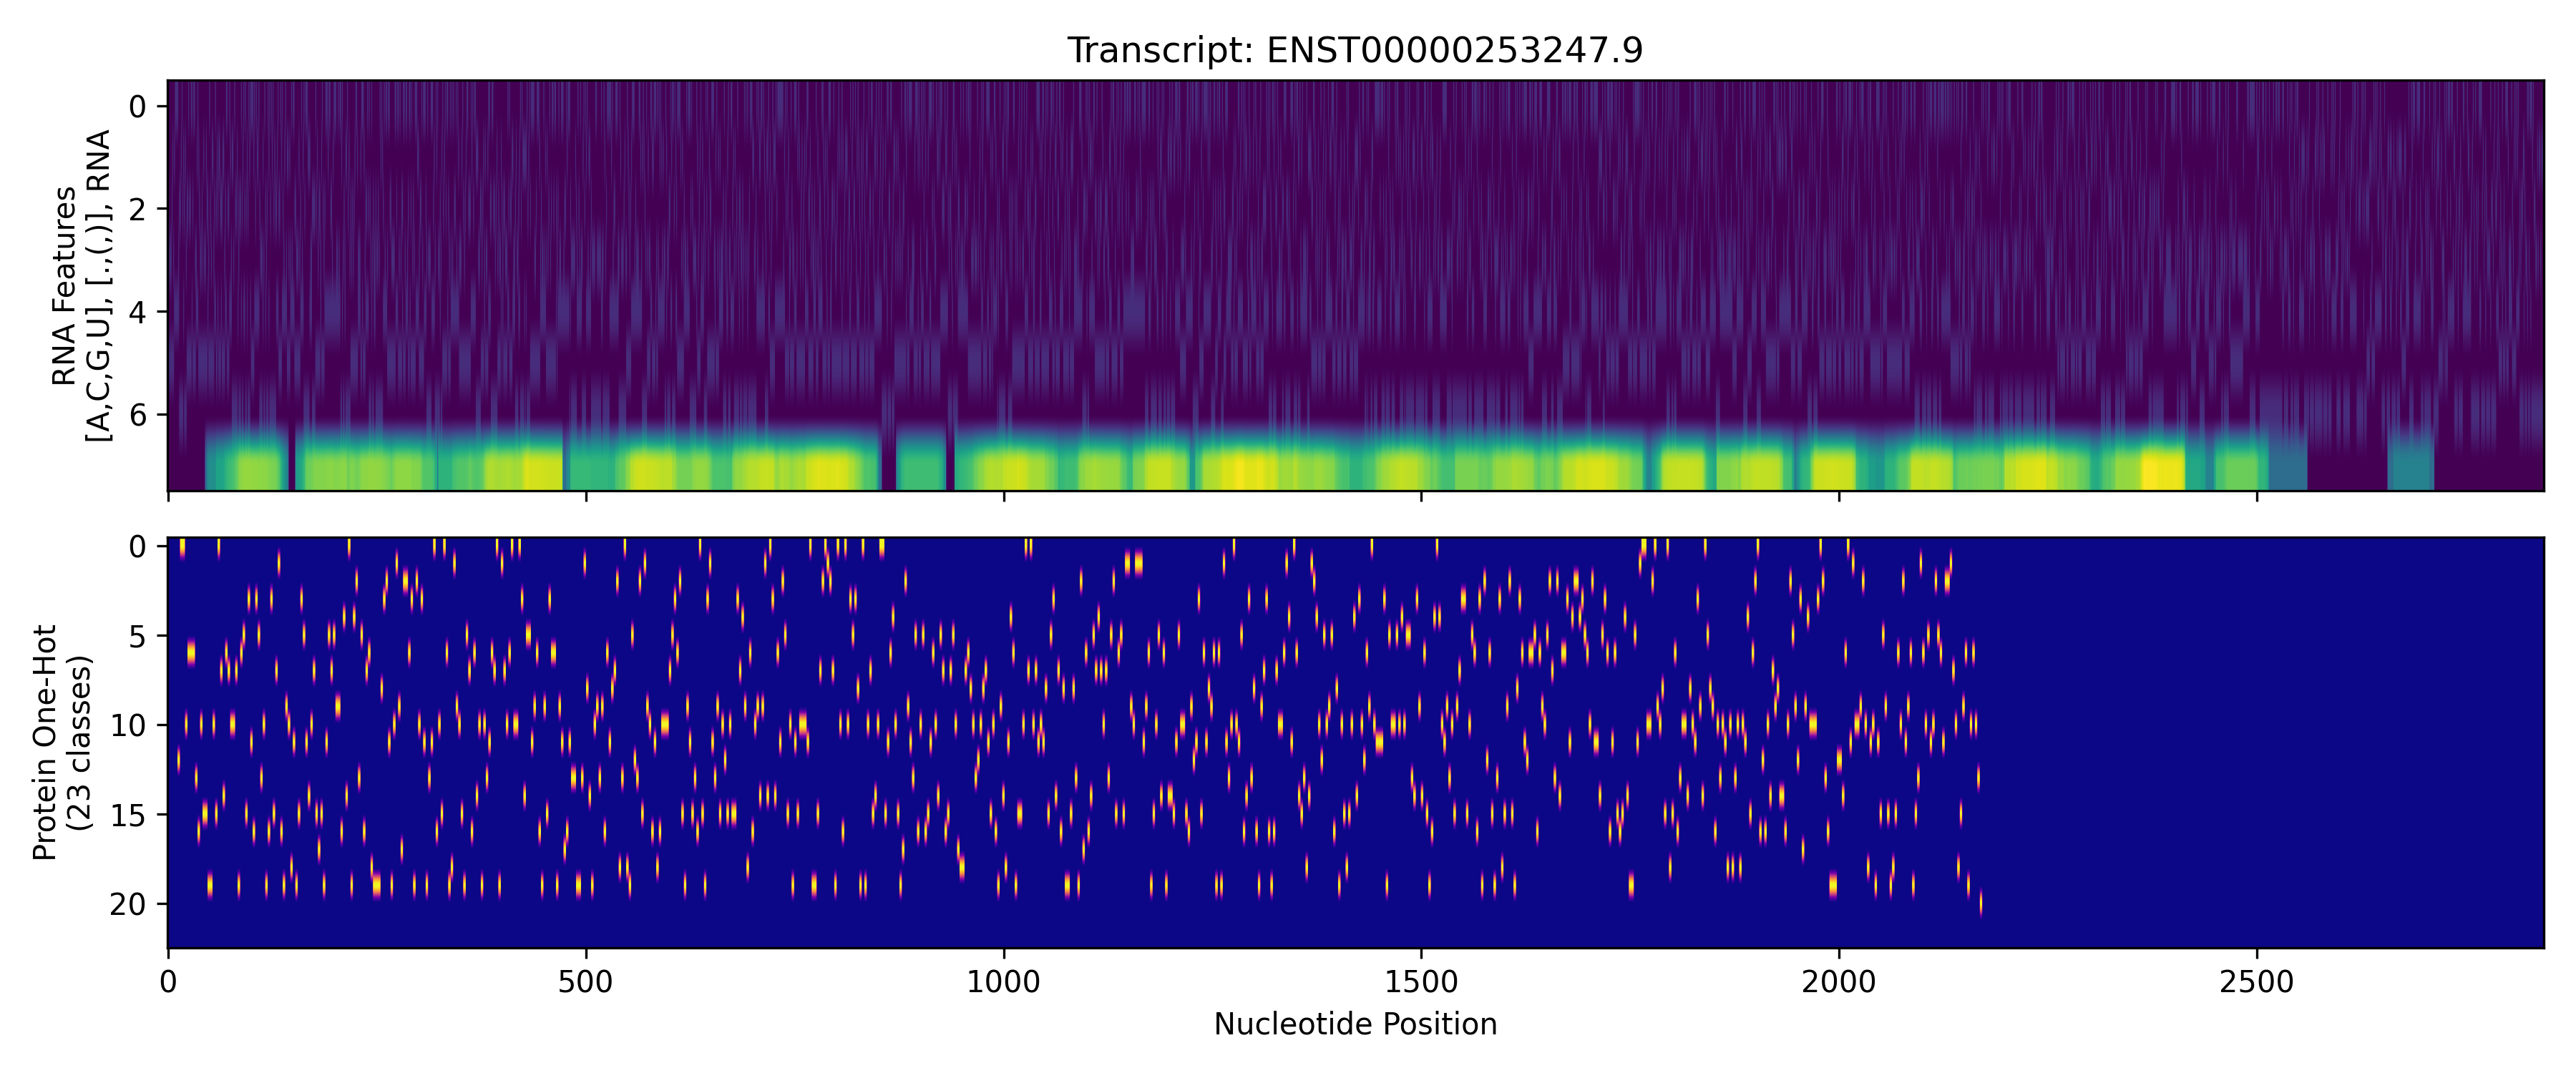 Transcript: ENST00000253247.9
RNA Features
[A,C,G,U], [.,(,)], RNA
0
2
4
6
Protein One-Hot
(23 classes)
0
5
10
15
20
0 500 1000 1500 2000 2500
Nucleotide Position